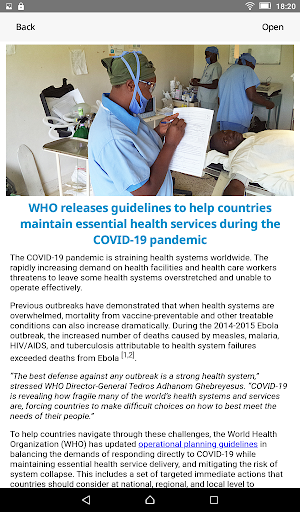 18:20
Back Open
WHO releases guidelines to help countries
maintain essential health services during the
COVID-19 pandemic
The COVID-19 pandemic is straining health systems worldwide. The
rapidly increasing demand on health facilities and health care workers
threatens to leave some health systems overstretched and unable to
operate effectively.
Previous outbreaks have demonstrated that when health systems are
overwhelmed, mortality from vaccine-preventable and other treatable
conditions can also increase dramatically. During the 2014-2015 Ebola
outbreak, the increased number of deaths caused by measles, malaria,
HIV/AIDS, and tuberculosis attributable to health system failures
exceeded deaths from Ebola [1,2].
“The best defense against any outbreak is a strong health system,”
stressed WHO Director-General Tedros Adhanom Ghebreyesus. “COVID-19
is revealing how fragile many of the world’s health systems and services
are, forcing countries to make difficult choices on how to best meet the
needs of their people.”
To help countries navigate through these challenges, the World Health
Organization (WHO) has updated operational planning guidelines in
balancing the demands of responding directly to COVID-19 while
maintaining essential health service delivery, and mitigating the risk of
system collapse. This includes a set of targeted immediate actions that
countries should consider at national, regional, and local level to